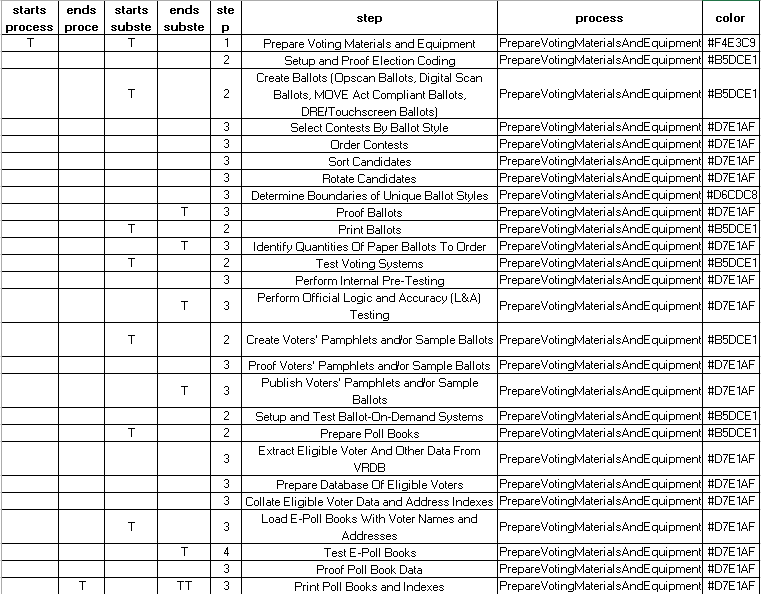 starts process ends proce starts subste ends subste ste p step process color
T T 1 Prepare Voting Materials and Equipment PrepareVotingMaterialsAndEquipment #F4E3C9
2 Setup and Proof Election Coding PrepareVotingMaterialsAndEquipment #B5DCE1
T 2 Create Ballots (Opscan Ballots, Digital Scan Ballots, MOVE Act Compliant Ballots, DRE/Touchscreen Ballots) PrepareVotingMaterialsAndEquipment #B5DCE1
3 Select Contests By Ballot Style PrepareVotingMaterialsAndEquipment #D7E1AF
3 Order Contests PrepareVotingMaterialsAndEquipment #D7E1AF
3 Sort Candidates PrepareVotingMaterialsAndEquipment #D7E1AF
3 Rotate Candidates PrepareVotingMaterialsAndEquipment #D7E1AF
3 Determine Boundaries of Unique Ballot Styles PrepareVotingMaterialsAndEquipment #D6CDC8
T 3 Proof Ballots PrepareVotingMaterialsAndEquipment #D7E1AF
T 2 Print Ballots PrepareVotingMaterialsAndEquipment #B5DCE1
T 3 Identify Quantities Of Paper Ballots To Order PrepareVotingMaterialsAndEquipment #D7E1AF
T 2 Test Voting Systems PrepareVotingMaterialsAndEquipment #B5DCE1
3 Perform Internal Pre-Testing PrepareVotingMaterialsAndEquipment #D7E1AF
T 3 Perform Official Logic and Accuracy (L&A) Testing PrepareVotingMaterialsAndEquipment #D7E1AF
T 2 Create Voters' Pamphlets and/or Sample Ballots PrepareVotingMaterialsAndEquipment #B5DCE1
3 Proof Voters' Pamphlets and/or Sample Ballots PrepareVotingMaterialsAndEquipment #D7E1AF
T 3 Publish Voters' Pamphlets and/or Sample Ballots PrepareVotingMaterialsAndEquipment #D7E1AF
2 Setup and Test Ballot-On-Demand Systems PrepareVotingMaterialsAndEquipment #B5DCE1
T 2 Prepare Poll Books PrepareVotingMaterialsAndEquipment #B5DCE1
3 Extract Eligible Voter And Other Data From VRDB PrepareVotingMaterialsAndEquipment #D7E1AF
3 Prepare Database Of Eligible Voters PrepareVotingMaterialsAndEquipment #D7E1AF
3 Collate Eligible Voter Data and Address Indexes PrepareVotingMaterialsAndEquipment #D7E1AF
T 3 Load E-Poll Books With Voter Names and Addresses PrepareVotingMaterialsAndEquipment #D7E1AF
T 4 Test E-Poll Books PrepareVotingMaterialsAndEquipment #D7E1AF
3 Proof Poll Book Data PrepareVotingMaterialsAndEquipment #D7E1AF
T TT 3 Print Poll Books and Indexes PrepareVotingMaterialsAndEquipment #D7E1AF